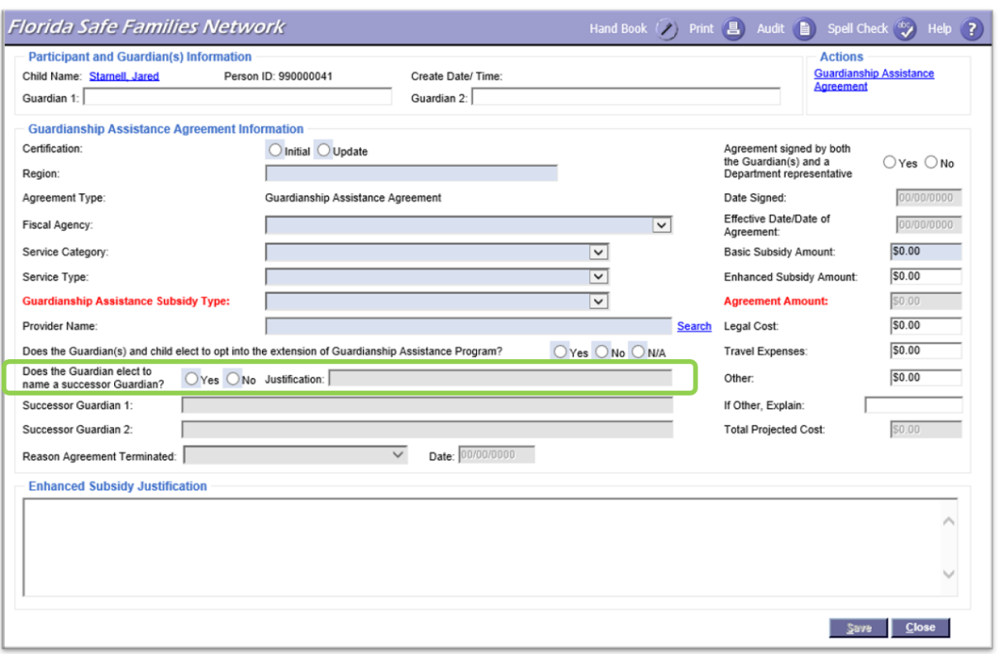 Florida Safe Families Network
Hand Book Print Audit abc Spell Check Help ?
Participant and Guardian(s) Information
Child Name: Starnell, Jared Person ID: 990000041 Create Date/ Time:
Guardian 1: Guardian 2:
Actions
Guardianship Assistance
Agreement
Guardianship Assistance Agreement Information
Certification: Initial Update
Region:
Agreement Type: Guardianship Assistance Agreement
Fiscal Agency:
Service Category:
Service Type:
Guardianship Assistance Subsidy Type:
Provider Name: Search
Does the Guardian(s) and child elect to opt into the extension of Guardianship Assistance Program? Yes No N/A
Does the Guardian elect to
name a successor Guardian? Yes No Justification:
Successor Guardian 1:
Successor Guardian 2:
Reason Agreement Terminated: Date: 00/00/0000
Agreement signed by both
the Guardian(s) and a
Department representative Yes No
Date Signed: 00/00/0000
Effective Date/Date of
Agreement: 00/00/0000
Basic Subsidy Amount: $0.00
Enhanced Subsidy Amount: $0.00
Agreement Amount: $0.00
Legal Cost: $0.00
Travel Expenses: $0.00
Other: $0.00
If Other, Explain:
Total Projected Cost: $0.00
Enhanced Subsidy Justification
Save Close